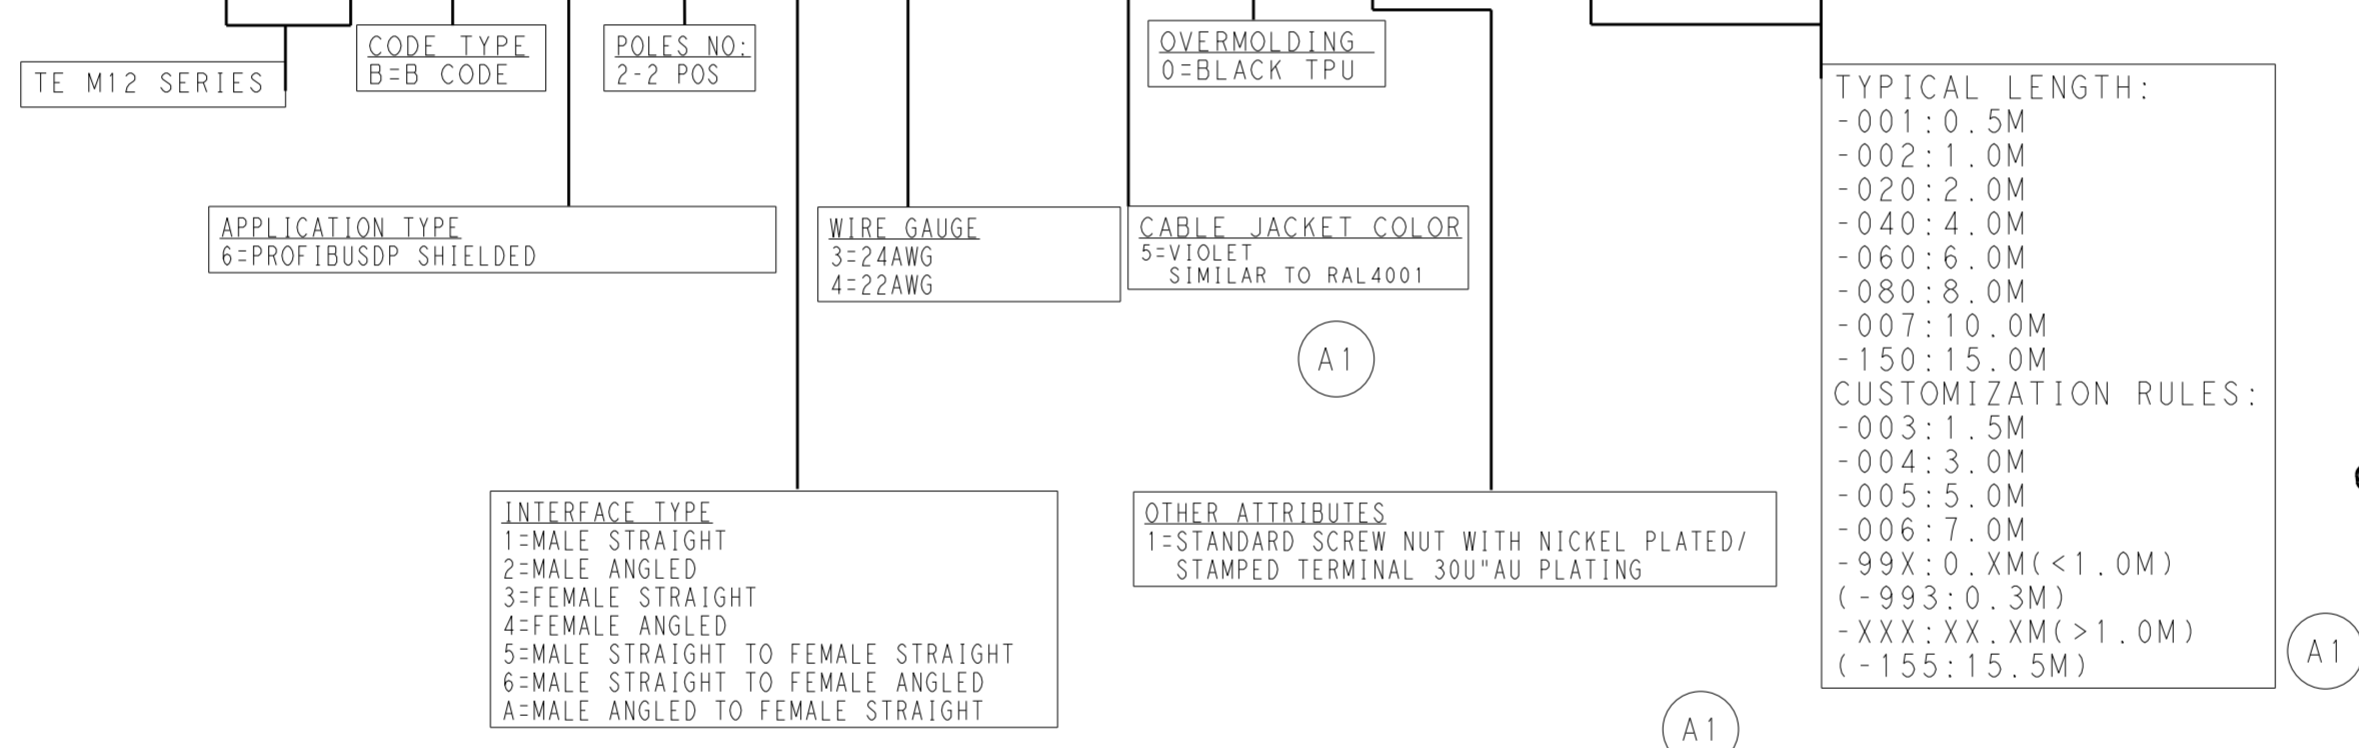 TE M12 SERIES
CODE TYPE
B=B CODE
POLES NO:
2-2 POS
OVERMOLDING
0=BLACK TPU
APPLICATION TYPE
6=PROFIBUSDP SHIELDED
WIRE GAUGE
3=24AWG
4=22AWG
CABLE JACKET COLOR
5=VIOLET
SIMILAR TO RAL4001
A1
INTERFACE TYPE
1=MALE STRAIGHT
2=MALE ANGLED
3=FEMALE STRAIGHT
4=FEMALE ANGLED
5=MALE STRAIGHT TO FEMALE STRAIGHT
6=MALE STRAIGHT TO FEMALE ANGLED
A=MALE ANGLED TO FEMALE STRAIGHT
OTHER ATTRIBUTES
1=STANDARD SCREW NUT WITH NICKEL PLATED/
STAMPED TERMINAL 30U"AU PLATING
A1
TYPICAL LENGTH:
-001:0.5M
-002:1.0M
-020:2.0M
-040:4.0M
-060:6.0M
-080:8.0M
-007:10.0M
-150:15.0M
CUSTOMIZATION RULES:
-003:1.5M
-004:3.0M
-005:5.0M
-006:7.0M
-99X:0.XM(<1.0M)
(-993:0.3M)
-XXX:XX.XM(>1.0M)
(-155:15.5M)
A1